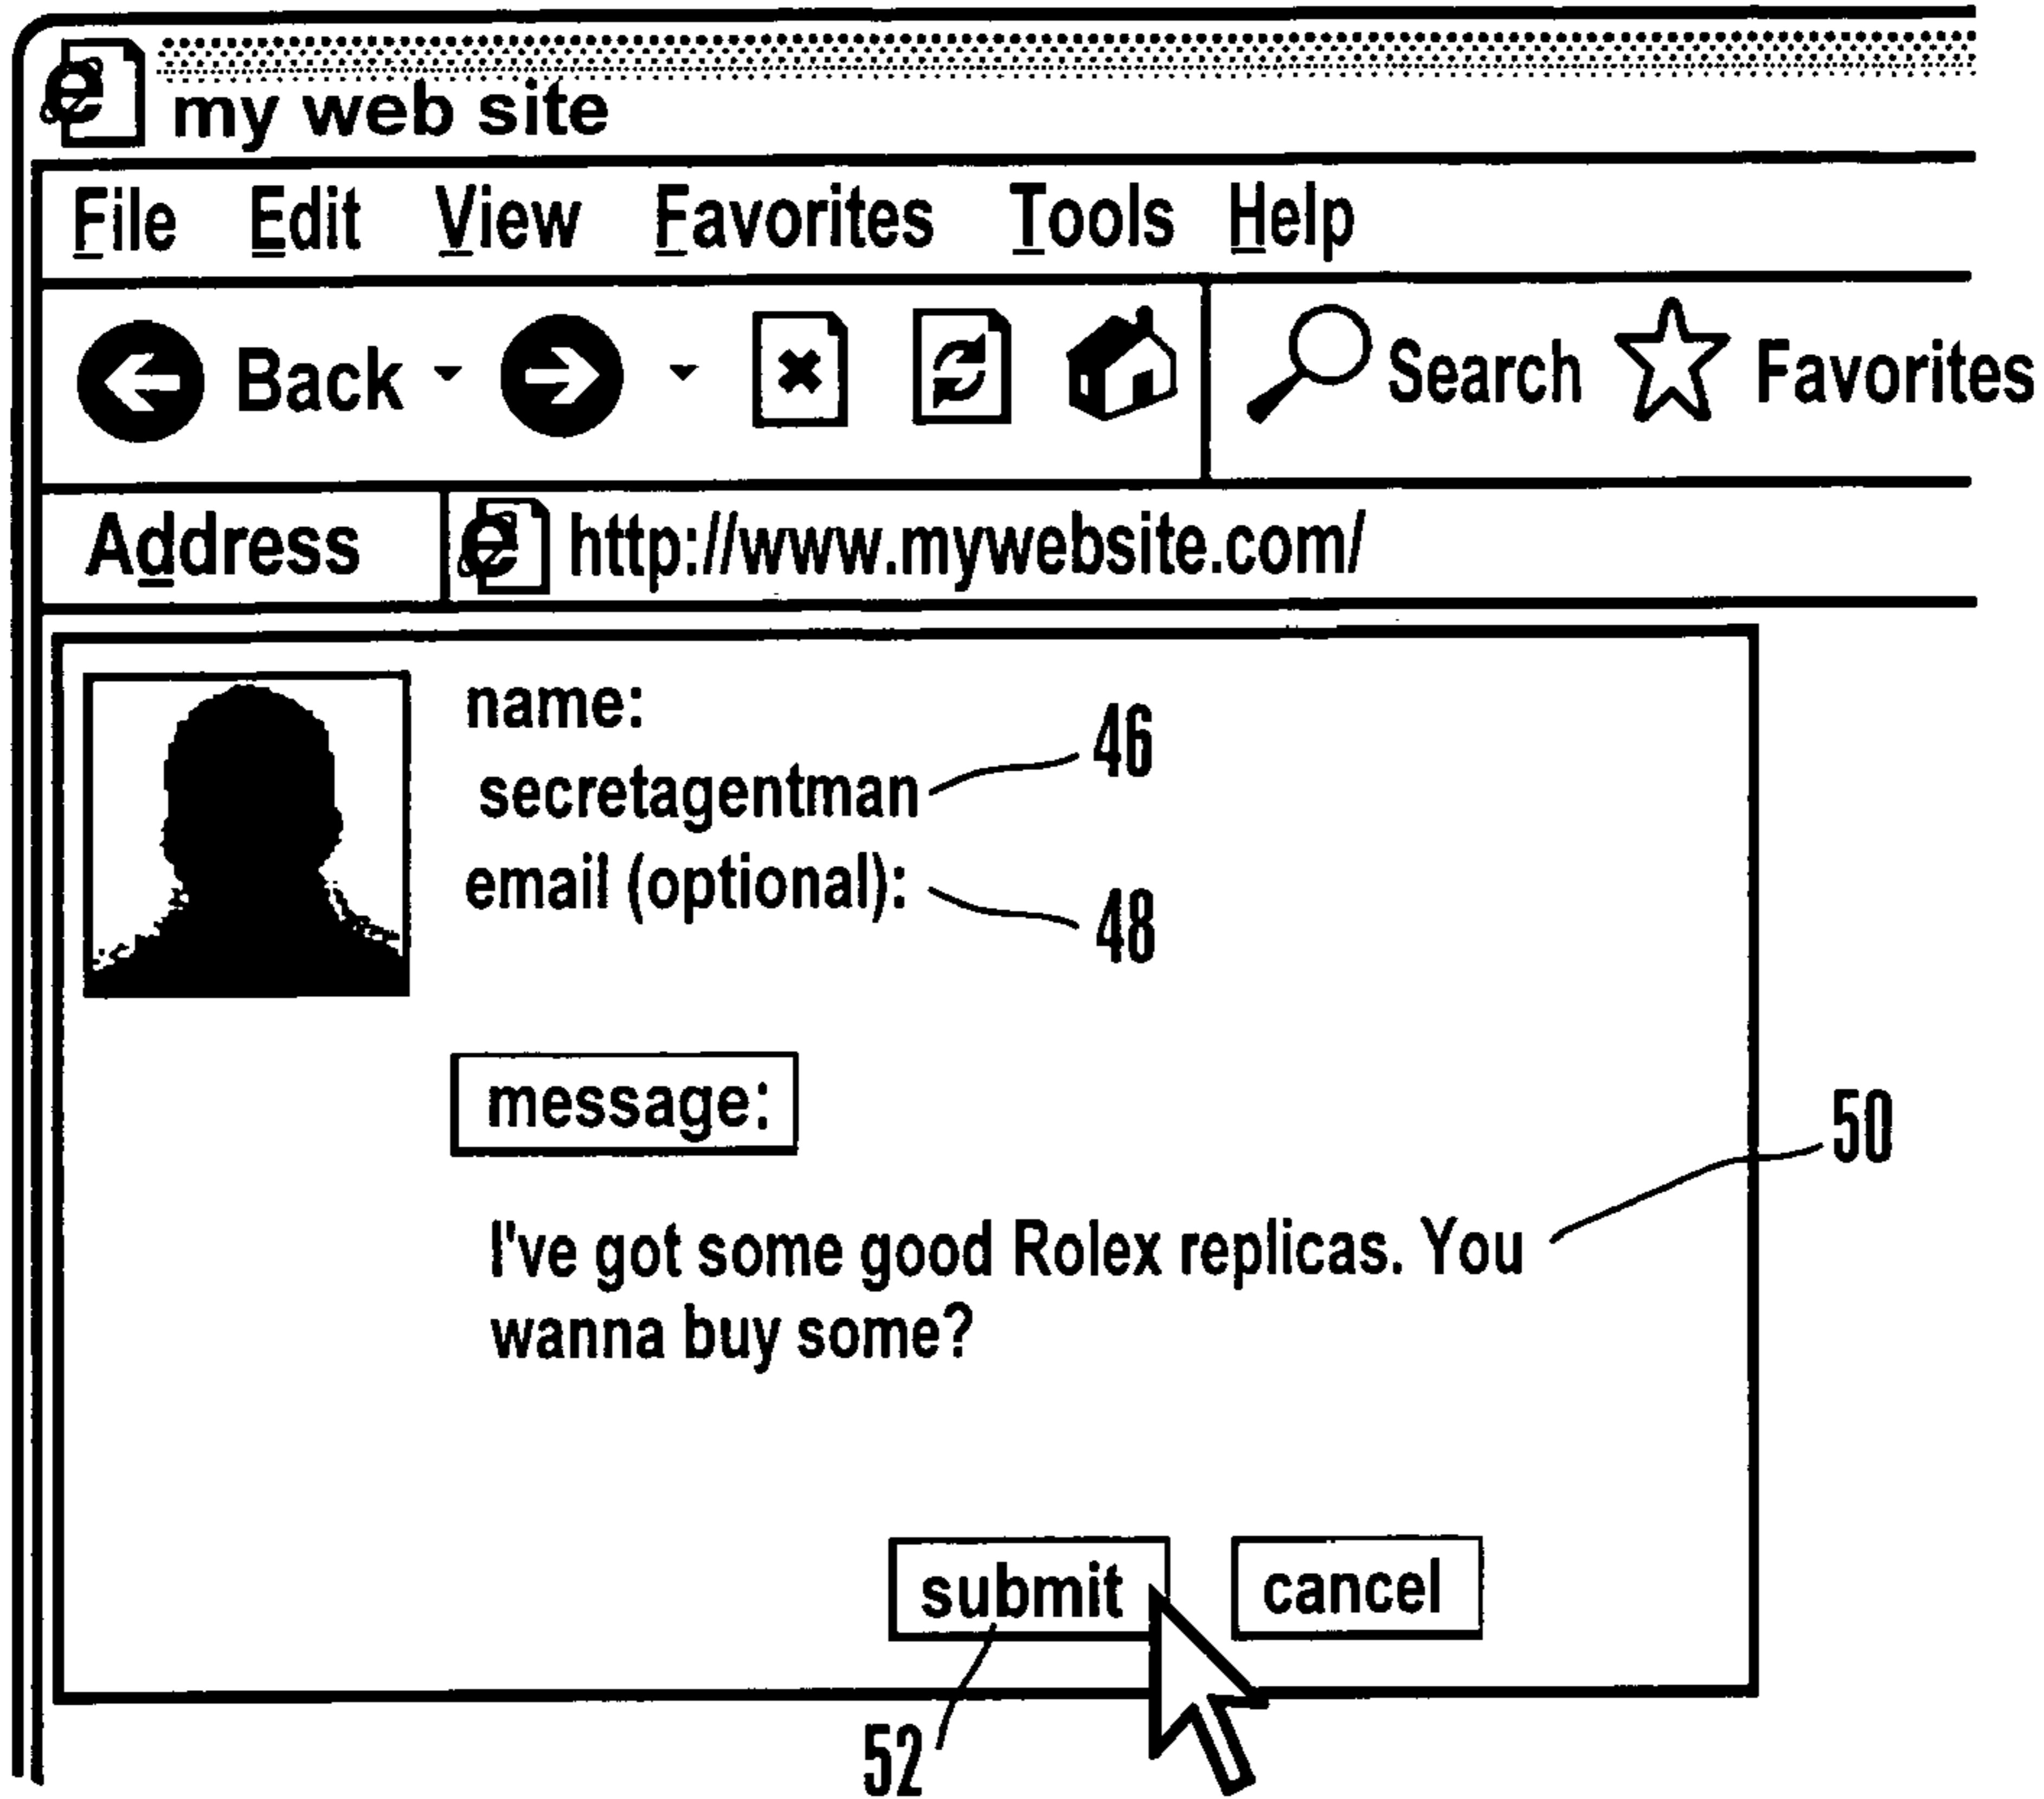 my web site
File Edit View Favorites Tools Help
Back Search Favorites
Address http://www.mywebsite.com/
name:
46
secretagentman
email (optional):
48
message:
50
I've got some good Rolex replicas. You
wanna buy some?
submit cancel
52